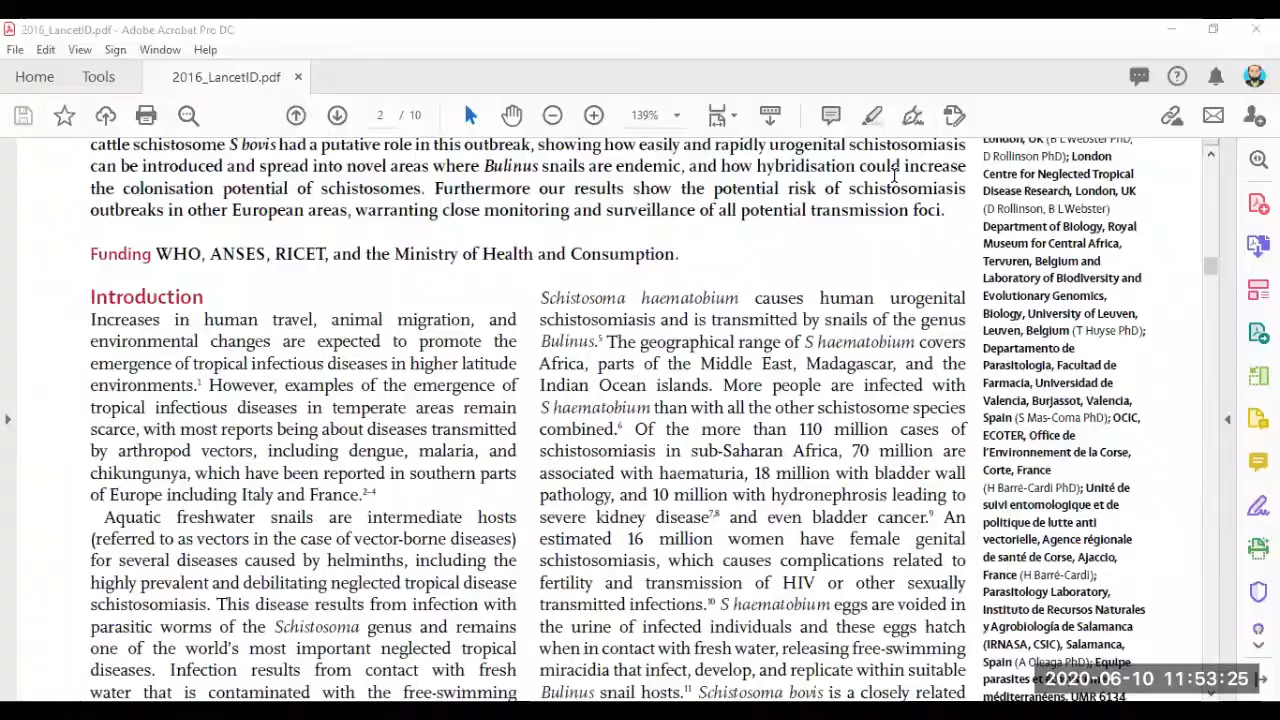 2016_LancetID.pdf - Adobe Acrobat Pro DC
File Edit View Sign Window Help
Home Tools 2016_LancetID.pdf ×
2 / 10 139%
cattle schistosome S bovis had a putative role in this outbreak, showing how easily and rapidly urogenital schistosomiasis
can be introduced and spread into novel areas where Bulinus snails are endemic, and how hybridisation could increase
the colonisation potential of schistosomes. Furthermore our results show the potential risk of schistosomiasis
outbreaks in other European areas, warranting close monitoring and surveillance of all potential transmission foci.
Funding WHO, ANSES, RICET, and the Ministry of Health and Consumption.
Introduction
Increases in human travel, animal migration, and
environmental changes are expected to promote the
emergence of tropical infectious diseases in higher latitude
environments.1 However, examples of the emergence of
tropical infectious diseases in temperate areas remain
scarce, with most reports being about diseases transmitted
by arthropod vectors, including dengue, malaria, and
chikungunya, which have been reported in southern parts
of Europe including Italy and France.2–4
Aquatic freshwater snails are intermediate hosts
(referred to as vectors in the case of vector-borne diseases)
for several diseases caused by helminths, including the
highly prevalent and debilitating neglected tropical disease
schistosomiasis. This disease results from infection with
parasitic worms of the Schistosoma genus and remains
one of the world's most important neglected tropical
diseases. Infection results from contact with fresh
water that is contaminated with the free-swimming
Schistosoma haematobium causes human urogenital
schistosomiasis and is transmitted by snails of the genus
Bulinus.5 The geographical range of S haematobium covers
Africa, parts of the Middle East, Madagascar, and the
Indian Ocean islands. More people are infected with
S haematobium than with all the other schistosome species
combined.6 Of the more than 110 million cases of
schistosomiasis in sub-Saharan Africa, 70 million are
associated with haematuria, 18 million with bladder wall
pathology, and 10 million with hydronephrosis leading to
severe kidney disease7,8 and even bladder cancer.9 An
estimated 16 million women have female genital
schistosomiasis, which causes complications related to
fertility and transmission of HIV or other sexually
transmitted infections.10 S haematobium eggs are voided in
the urine of infected individuals and these eggs hatch
when in contact with fresh water, releasing free-swimming
miracidia that infect, develop, and replicate within suitable
Bulinus snail hosts.11 Schistosoma bovis is a closely related
London, UK (B L Webster PhD,
D Rollinson PhD); London
Centre for Neglected Tropical
Disease Research, London, UK
(D Rollinson, B L Webster)
Department of Biology, Royal
Museum for Central Africa,
Tervuren, Belgium and
Laboratory of Biodiversity and
Evolutionary Genomics,
Biology, University of Leuven,
Leuven, Belgium (T Huyse PhD);
Departamento de
Parasitología, Facultad de
Farmacia, Universidad de
Valencia, Burjassot, Valencia,
Spain (S Mas-Coma PhD); OCIC,
ECOTER, Office de
l'Environnement de la Corse,
Corte, France
(H Barré-Cardi PhD); Unité de
suivi entomologique et de
politique de lutte anti
vectorielle, Agence régionale
de santé de Corse, Ajaccio,
France (H Barré-Cardi);
Parasitology Laboratory,
Instituto de Recursos Naturales
y Agrobiología de Salamanca
(IRNASA, CSIC), Salamanca,
Spain (A Oleaga PhD); Equipe
parasites et
méditerranéens, UMR 6134
2020-06-10 11:53:25